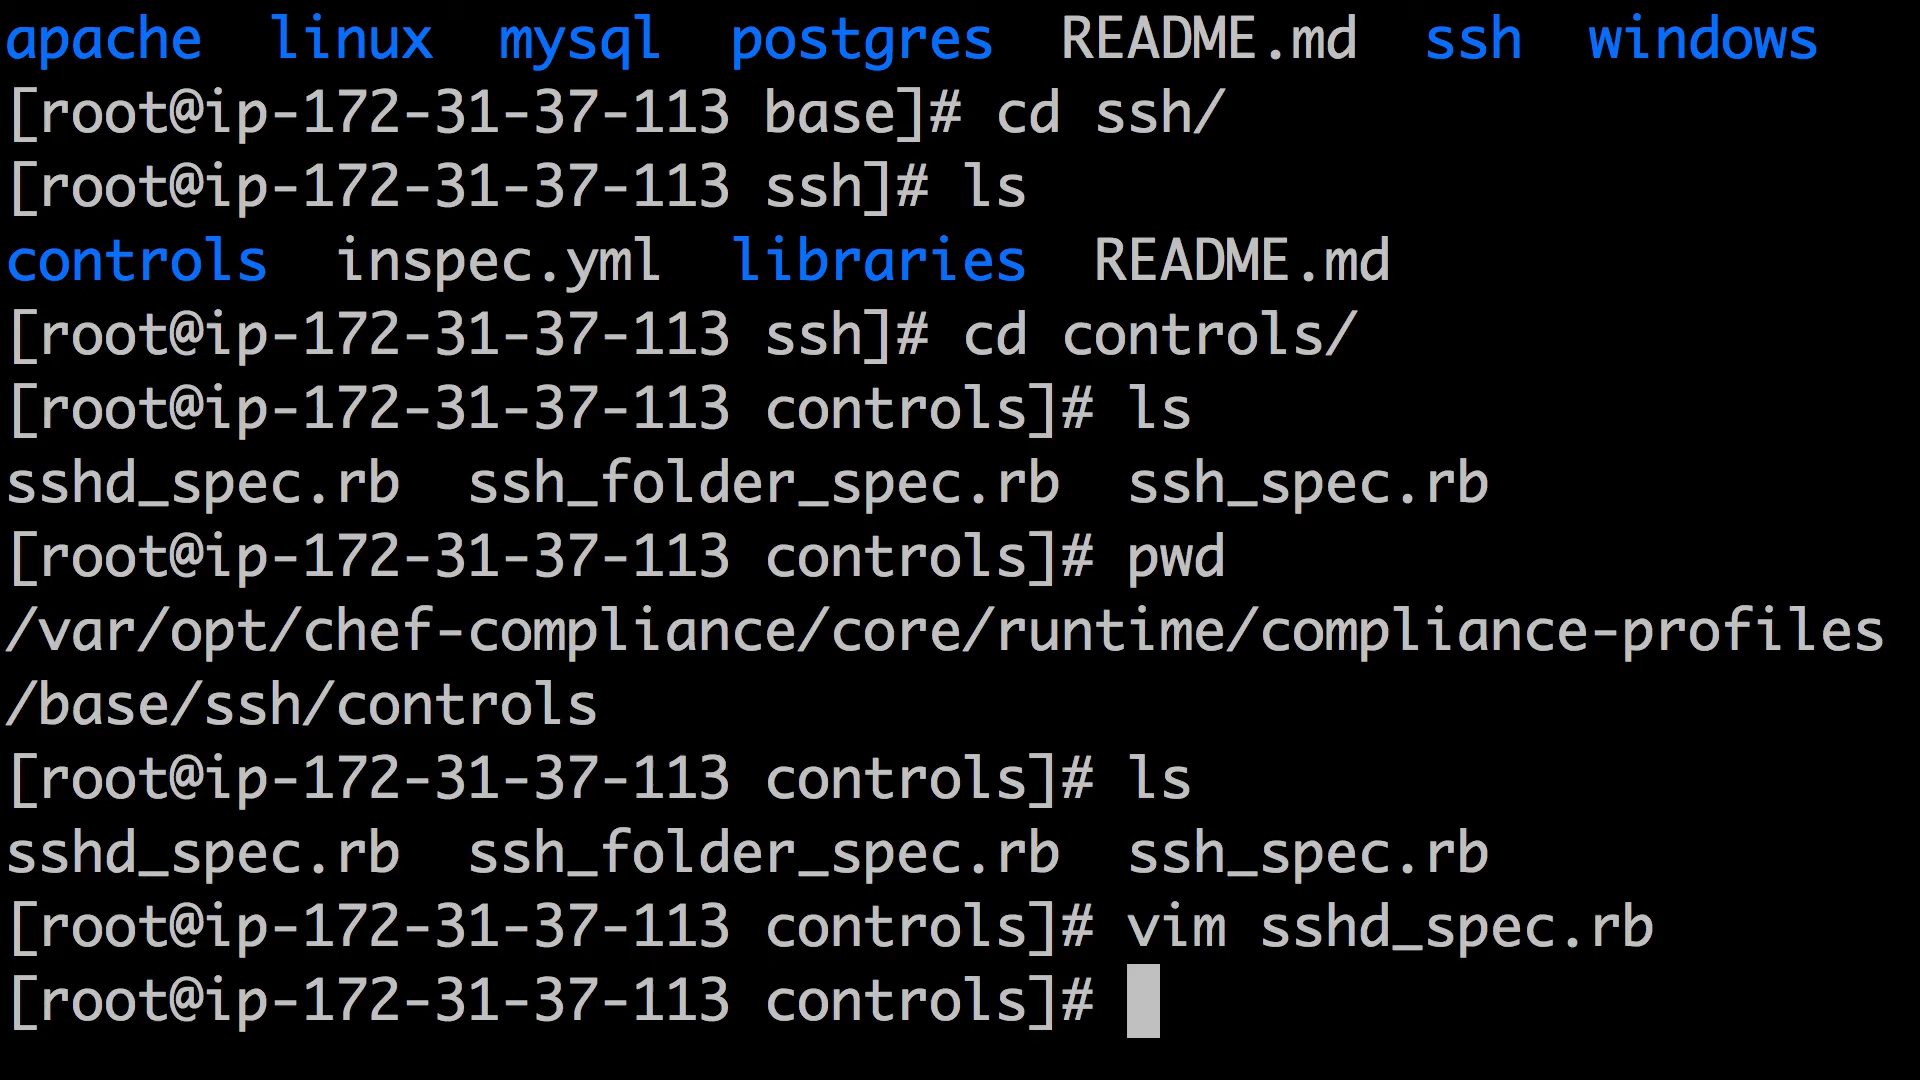 apache  linux  mysql  postgres  README.md  ssh  windows
[root@ip-172-31-37-113 base]# cd ssh/
[root@ip-172-31-37-113 ssh]# ls
controls  inspec.yml  libraries  README.md
[root@ip-172-31-37-113 ssh]# cd controls/
[root@ip-172-31-37-113 controls]# ls
sshd_spec.rb  ssh_folder_spec.rb  ssh_spec.rb
[root@ip-172-31-37-113 controls]# pwd
/var/opt/chef-compliance/core/runtime/compliance-profiles
/base/ssh/controls
[root@ip-172-31-37-113 controls]# ls
sshd_spec.rb  ssh_folder_spec.rb  ssh_spec.rb
[root@ip-172-31-37-113 controls]# vim sshd_spec.rb
[root@ip-172-31-37-113 controls]#